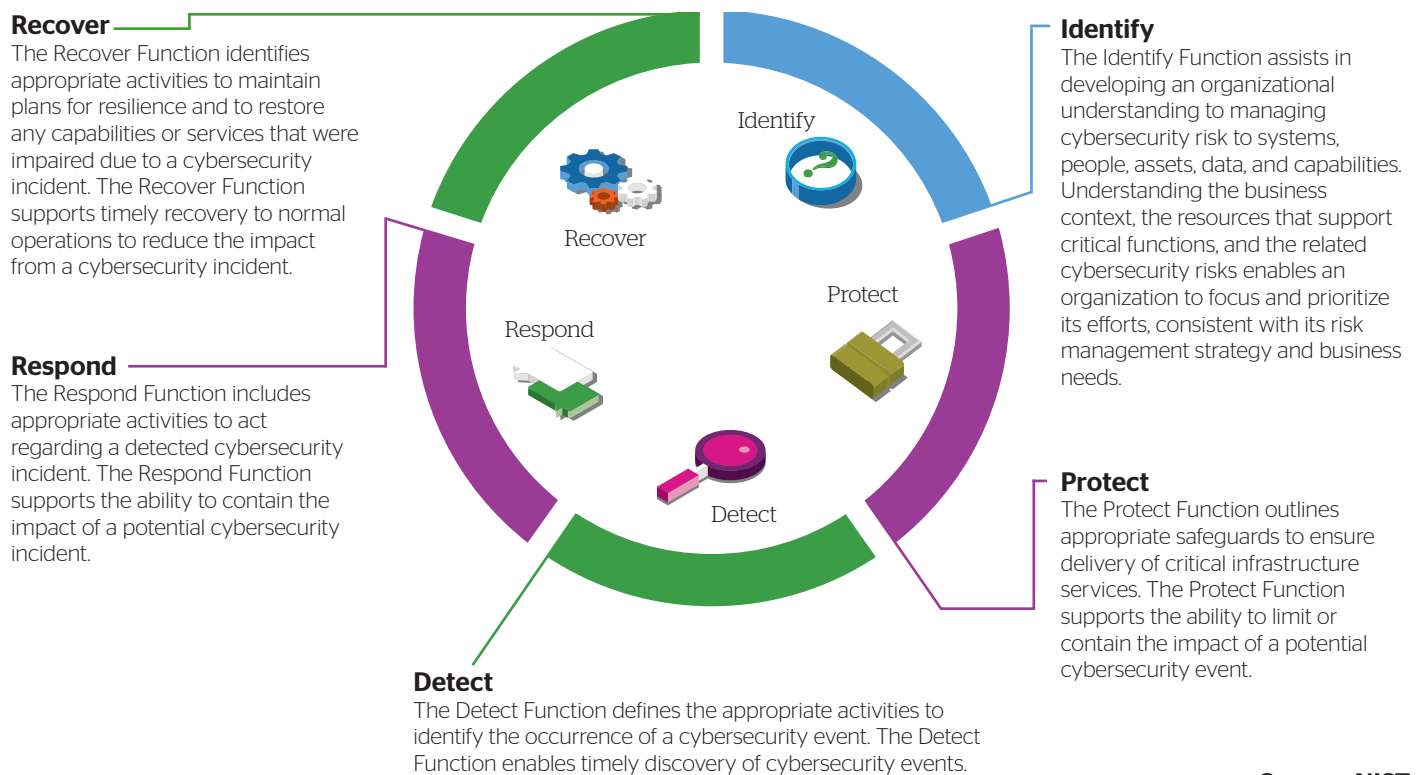 Recover
The Recover Function identifies
appropriate activities to maintain
plans for resilience and to restore
any capabilities or services that were
impaired due to a cybersecurity
incident. The Recover Function
supports timely recovery to normal
operations to reduce the impact
from a cybersecurity incident.
Respond
The Respond Function includes
appropriate activities to act
regarding a detected cybersecurity
incident. The Respond Function
supports the ability to contain the
impact of a potential cybersecurity
incident.
Identify
Recover
Protect
Respond
Detect
Identify
The Identify Function assists in
developing an organizational
understanding to managing
cybersecurity risk to systems,
people, assets, data, and capabilities.
Understanding the business
context, the resources that support
critical functions, and the related
cybersecurity risks enables an
organization to focus and prioritize
its efforts, consistent with its risk
management strategy and business
needs.
Protect
The Protect Function outlines
appropriate safeguards to ensure
delivery of critical infrastructure
services. The Protect Function
supports the ability to limit or
contain the impact of a potential
cybersecurity event.
Detect
The Detect Function defines the appropriate activities to
identify the occurrence of a cybersecurity event. The Detect
Function enables timely discovery of cybersecurity events.